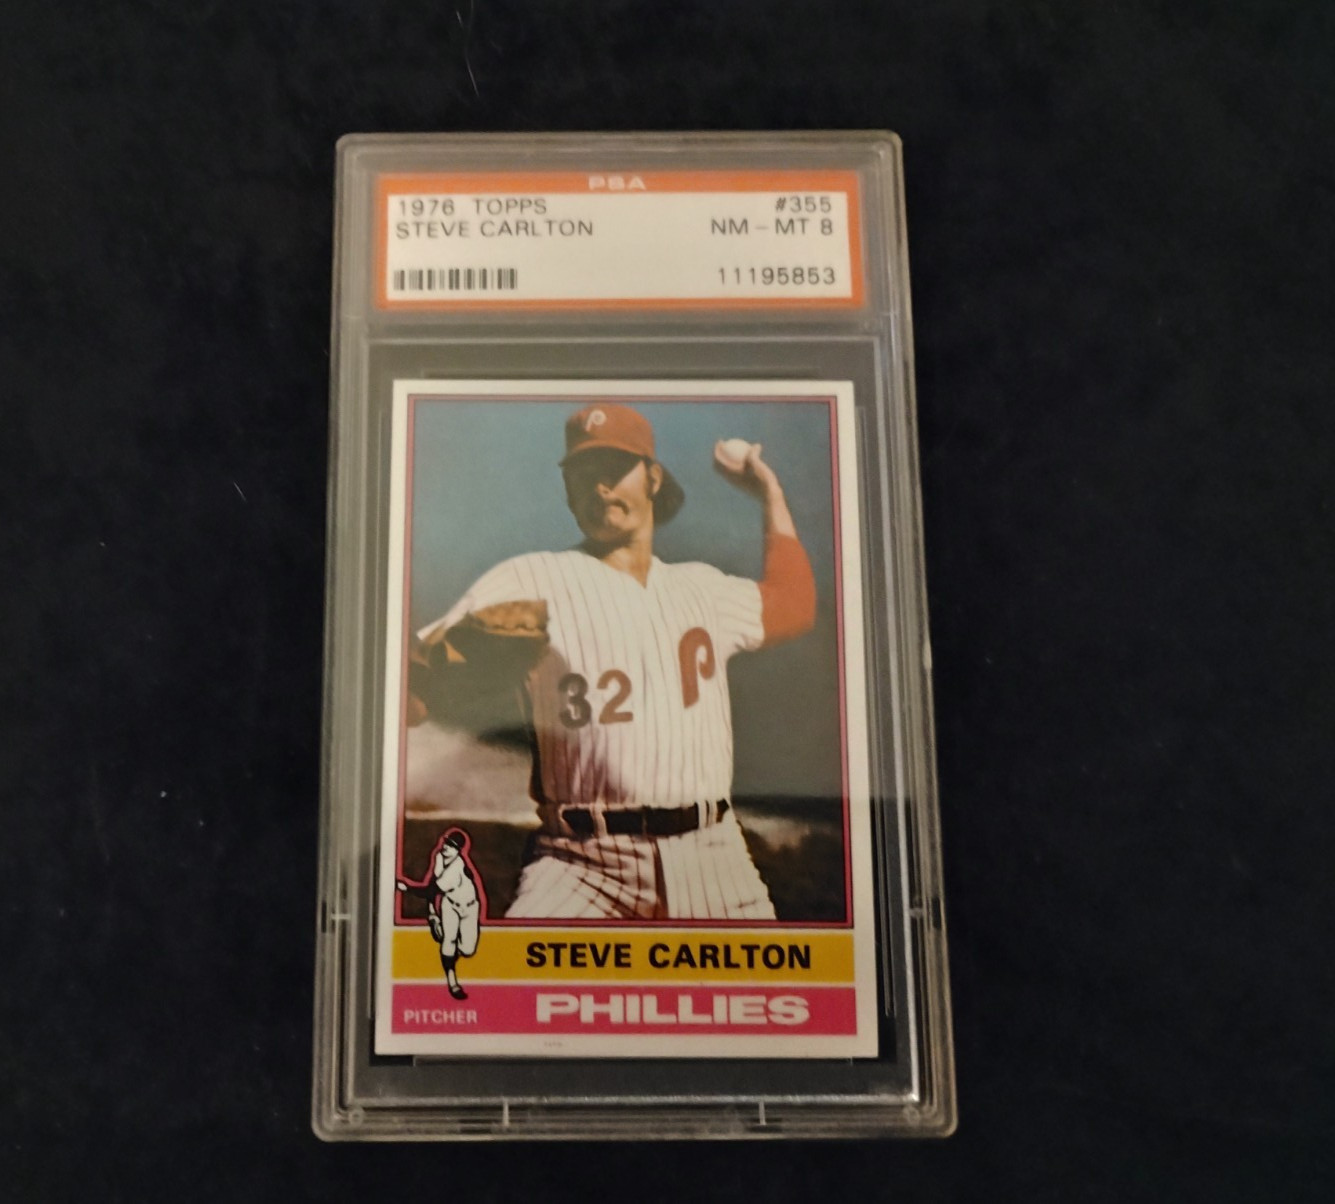 PSA
1976 TOPPS #355
STEVE CARLTON NM - MT 8
11195853
P
32 P
STEVE CARLTON
PITCHER PHILLIES